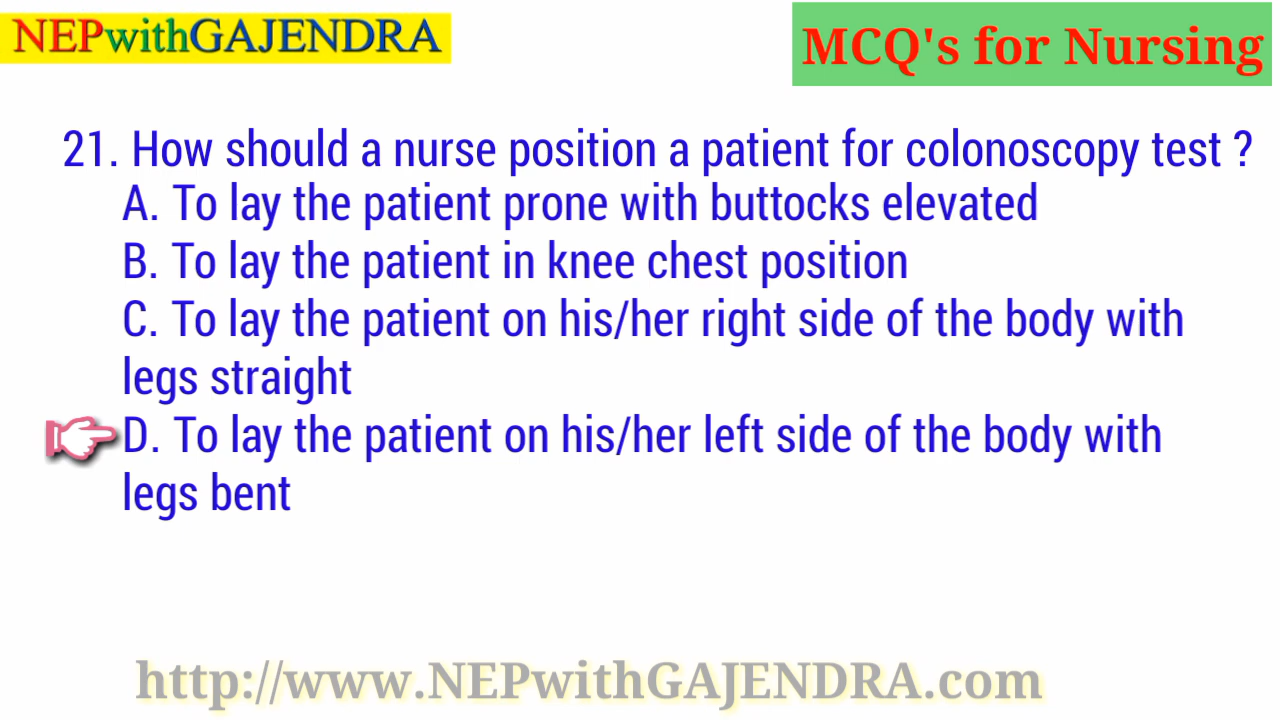 NEPwithGAJENDRA
MCQ's for Nursing
21. How should a nurse position a patient for colonoscopy test ?
A. To lay the patient prone with buttocks elevated
B. To lay the patient in knee chest position
C. To lay the patient on his/her right side of the body with
legs straight
D. To lay the patient on his/her left side of the body with
legs bent
http://www.NEPwithGAJENDRA.com